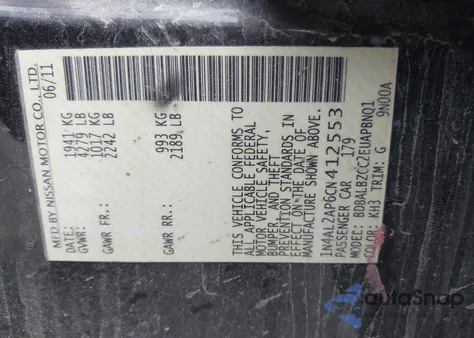 MFD BY NISSAN MOTOR CO., LTD.
DATE: 06/11
GVWR: 1941 KG
4279 LB
GAWR FR: 1017 KG
2242 LB
GAWR RR: 993 KG
2189 LB
THIS VEHICLE CONFORMS TO
ALL APPLICABLE FEDERAL
MOTOR VEHICLE SAFETY,
BUMPER, AND THEFT
PREVENTION STANDARDS IN
EFFECT ON THE DATE OF
MANUFACTURE SHOWN ABOVE.
1N4AL2AP6CN412553
PASSENGER CAR 179
MODEL: BDBALBZCC2EUAPBNQ1
COLOR: KH3 TRIM: G 9N00A
autoSnap